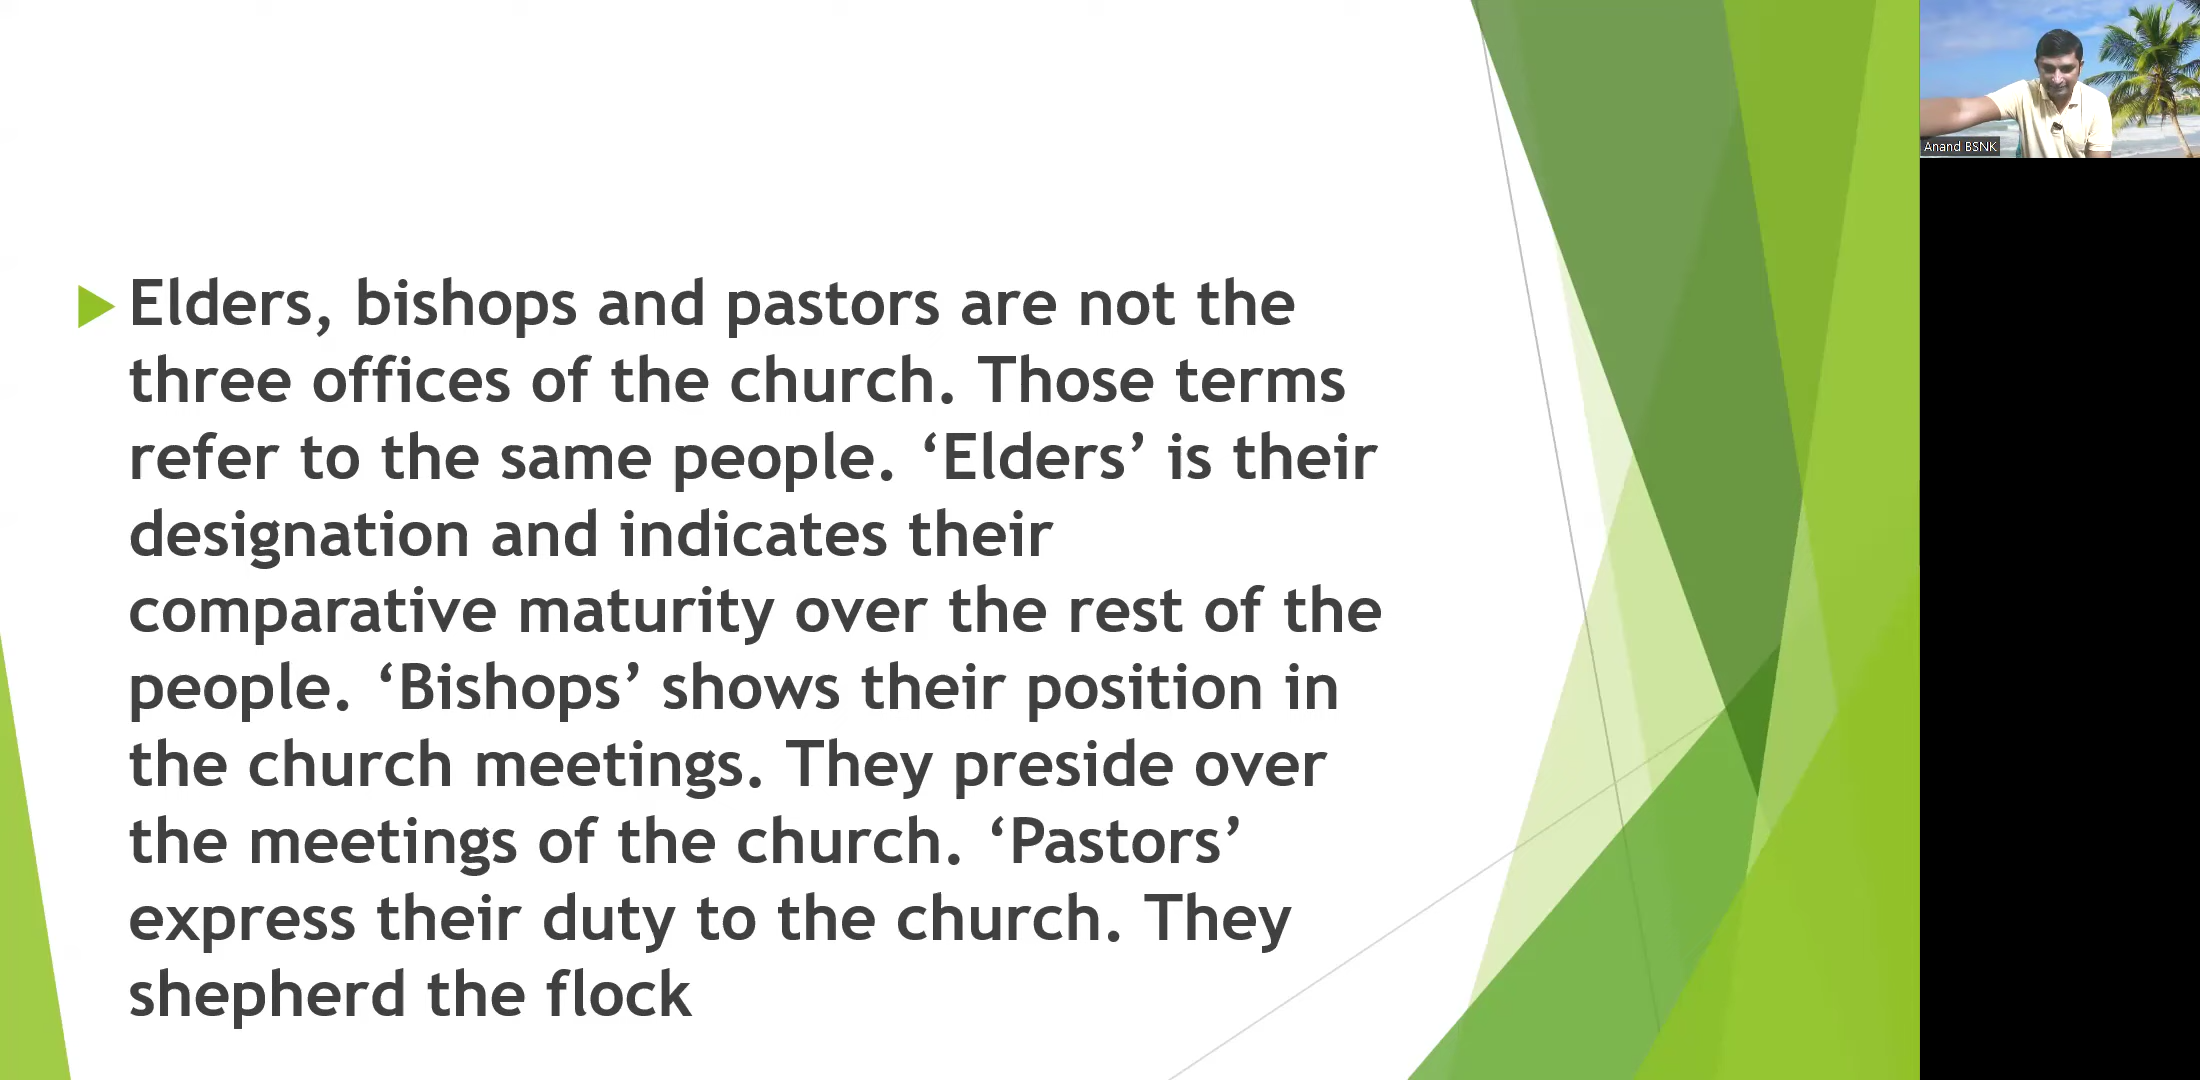 Elders, bishops and pastors are not the
three offices of the church. Those terms
refer to the same people. ‘Elders’ is their
designation and indicates their
comparative maturity over the rest of the
people. ‘Bishops’ shows their position in
the church meetings. They preside over
the meetings of the church. ‘Pastors’
express their duty to the church. They
shepherd the flock
Anand BSNK